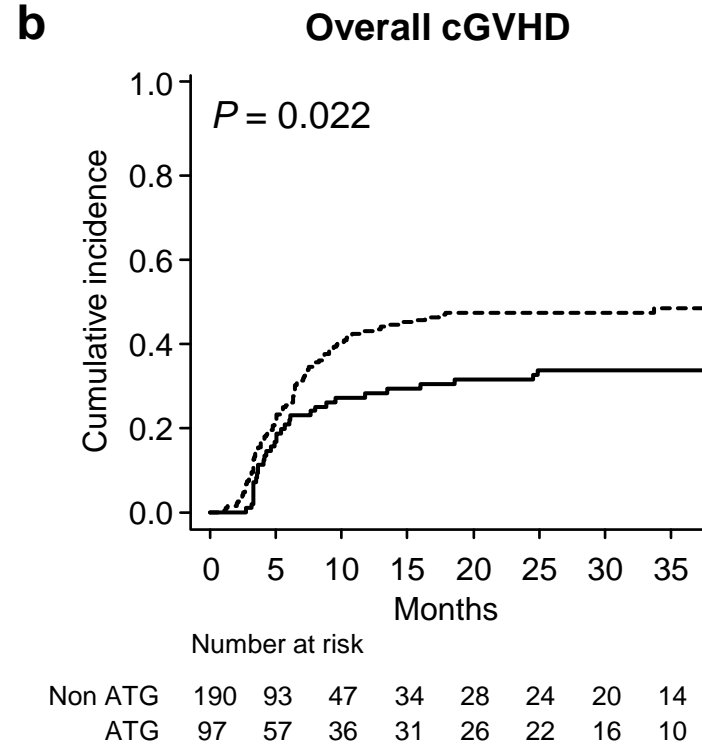 b Overall cGVHD
P = 0.022
Cumulative incidence
1.0
0.8
0.6
0.4
0.2
0.0
0 5 10 15 20 25 30 35
Months
Number at risk
Non ATG 190 93 47 34 28 24 20 14
ATG 97 57 36 31 26 22 16 10